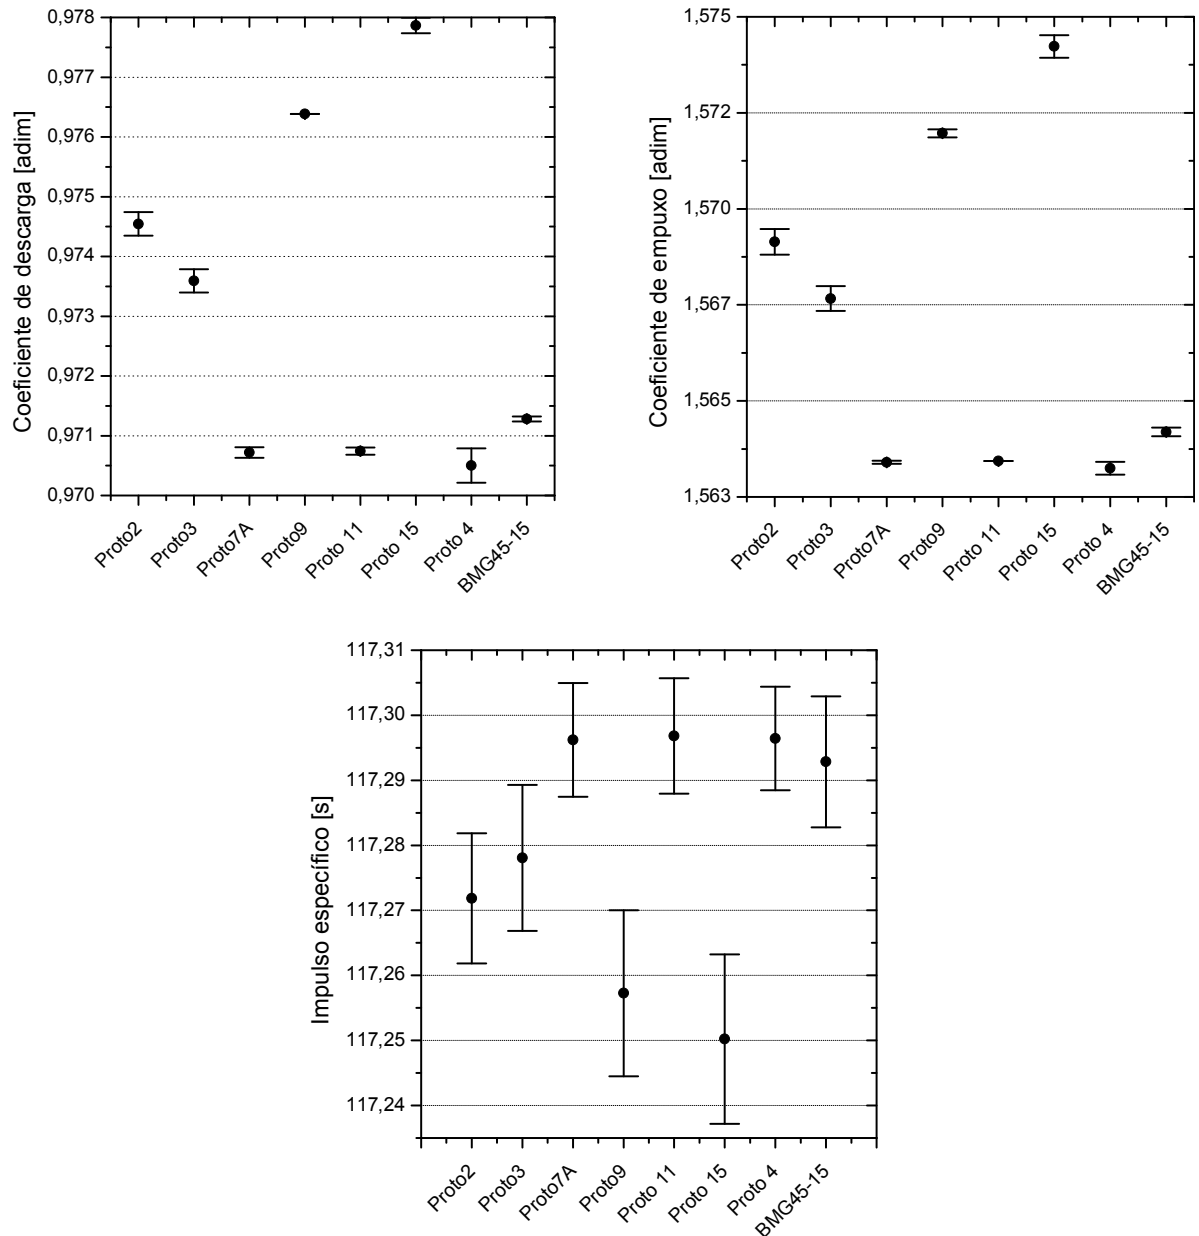 Coeficiente de descarga [adim]
0,978
0,977
0,976
0,975
0,974
0,973
0,972
0,971
0,970
Proto2
Proto3
Proto7A
Proto9
Proto 11
Proto 15
Proto 4
BMG45-15
Coeficiente de empuxo [adim]
1,575
1,572
1,570
1,567
1,565
1,563
Proto2
Proto3
Proto7A
Proto9
Proto 11
Proto 15
Proto 4
BMG45-15
Impulso específico [s]
117,31
117,30
117,29
117,28
117,27
117,26
117,25
117,24
Proto2
Proto3
Proto7A
Proto9
Proto 11
Proto 15
Proto 4
BMG45-15